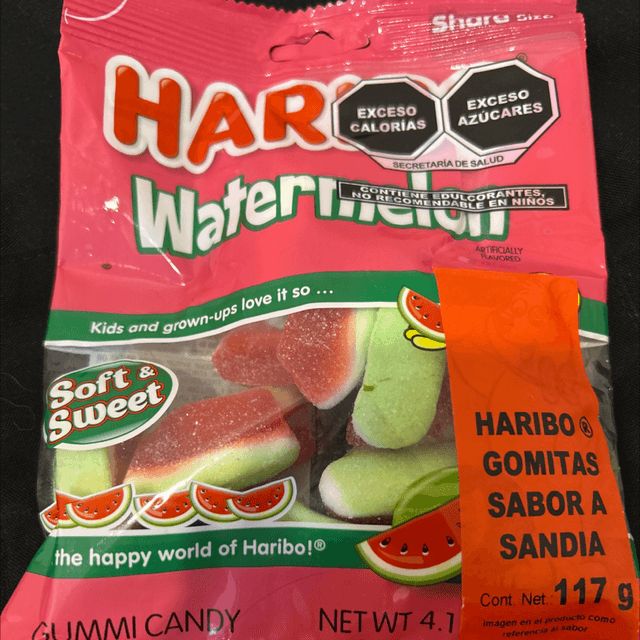 Share Size
HAR
EXCESO
CALORÍAS
EXCESO
AZÚCARES
SECRETARÍA DE SALUD
Watermelon
CONTIENE EDULCORANTES,
NO RECOMENDABLE EN NIÑOS
ARTIFICIALLY
FLAVORED
Kids and grown-ups love it so ...
Soft &
Sweet
HARIBO®
GOMITAS
SABOR A
SANDIA
the happy world of Haribo!®
Cont. Net. 117 g
GUMMI CANDY
NET WT 4.1
imagen en el producto como
referencia al sabor